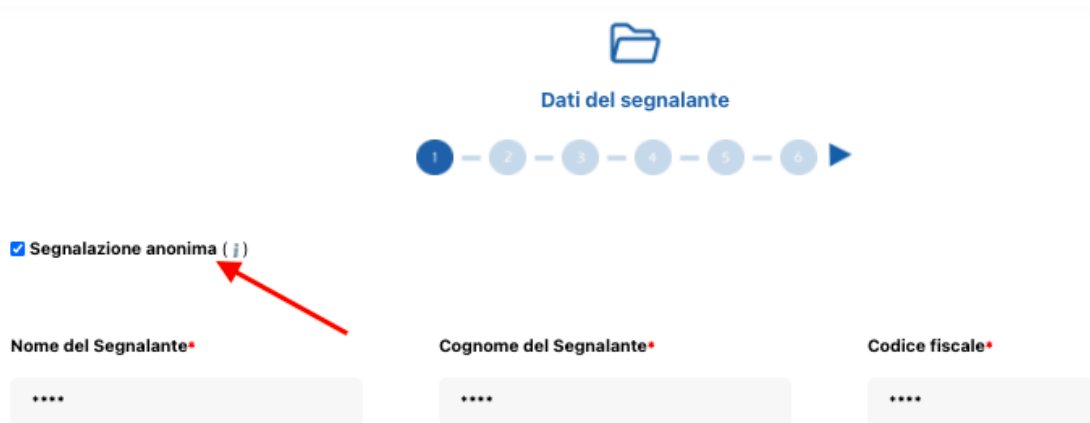 Dati del segnalante
1 2 3 4 5 6
Segnalazione anonima (i)
Nome del Segnalante* Cognome del Segnalante* Codice fiscale*
**** **** ****